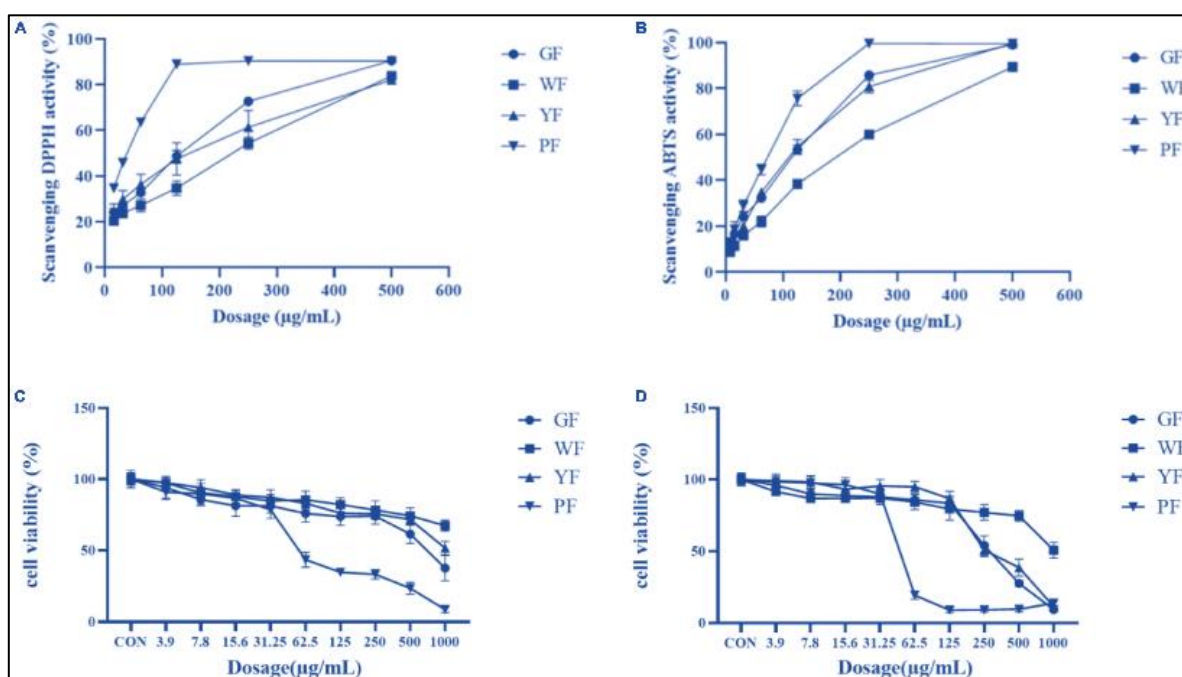 A
Scanvenging DPPH activity (%)
100
80
60
40
20
0
0 100 200 300 400 500 600
Dosage (µg/mL)
GF
WF
YF
PF
B
Scanvenging ABTS activity (%)
100
80
60
40
20
0
0 100 200 300 400 500 600
Dosage (µg/mL)
GF
WF
YF
PF
C
cell viability (%)
150
100
50
0
CON 3.9 7.8 15.6 31.25 62.5 125 250 500 1000
Dosage(µg/mL)
GF
WF
YF
PF
D
cell viability (%)
150
100
50
0
CON 3.9 7.8 15.6 31.25 62.5 125 250 500 1000
Dosage(µg/mL)
GF
WF
YF
PF